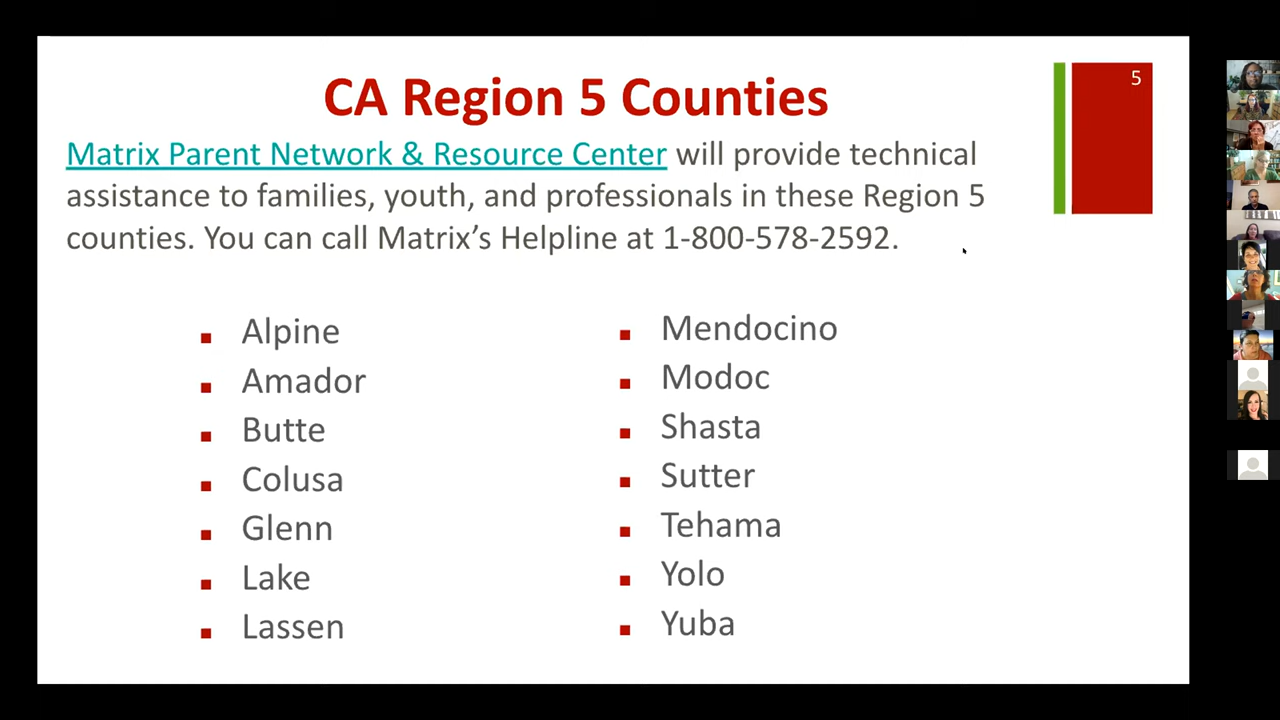 5
CA Region 5 Counties
Matrix Parent Network & Resource Center will provide technical
assistance to families, youth, and professionals in these Region 5
counties. You can call Matrix’s Helpline at 1-800-578-2592.
Alpine
Amador
Butte
Colusa
Glenn
Lake
Lassen
Mendocino
Modoc
Shasta
Sutter
Tehama
Yolo
Yuba